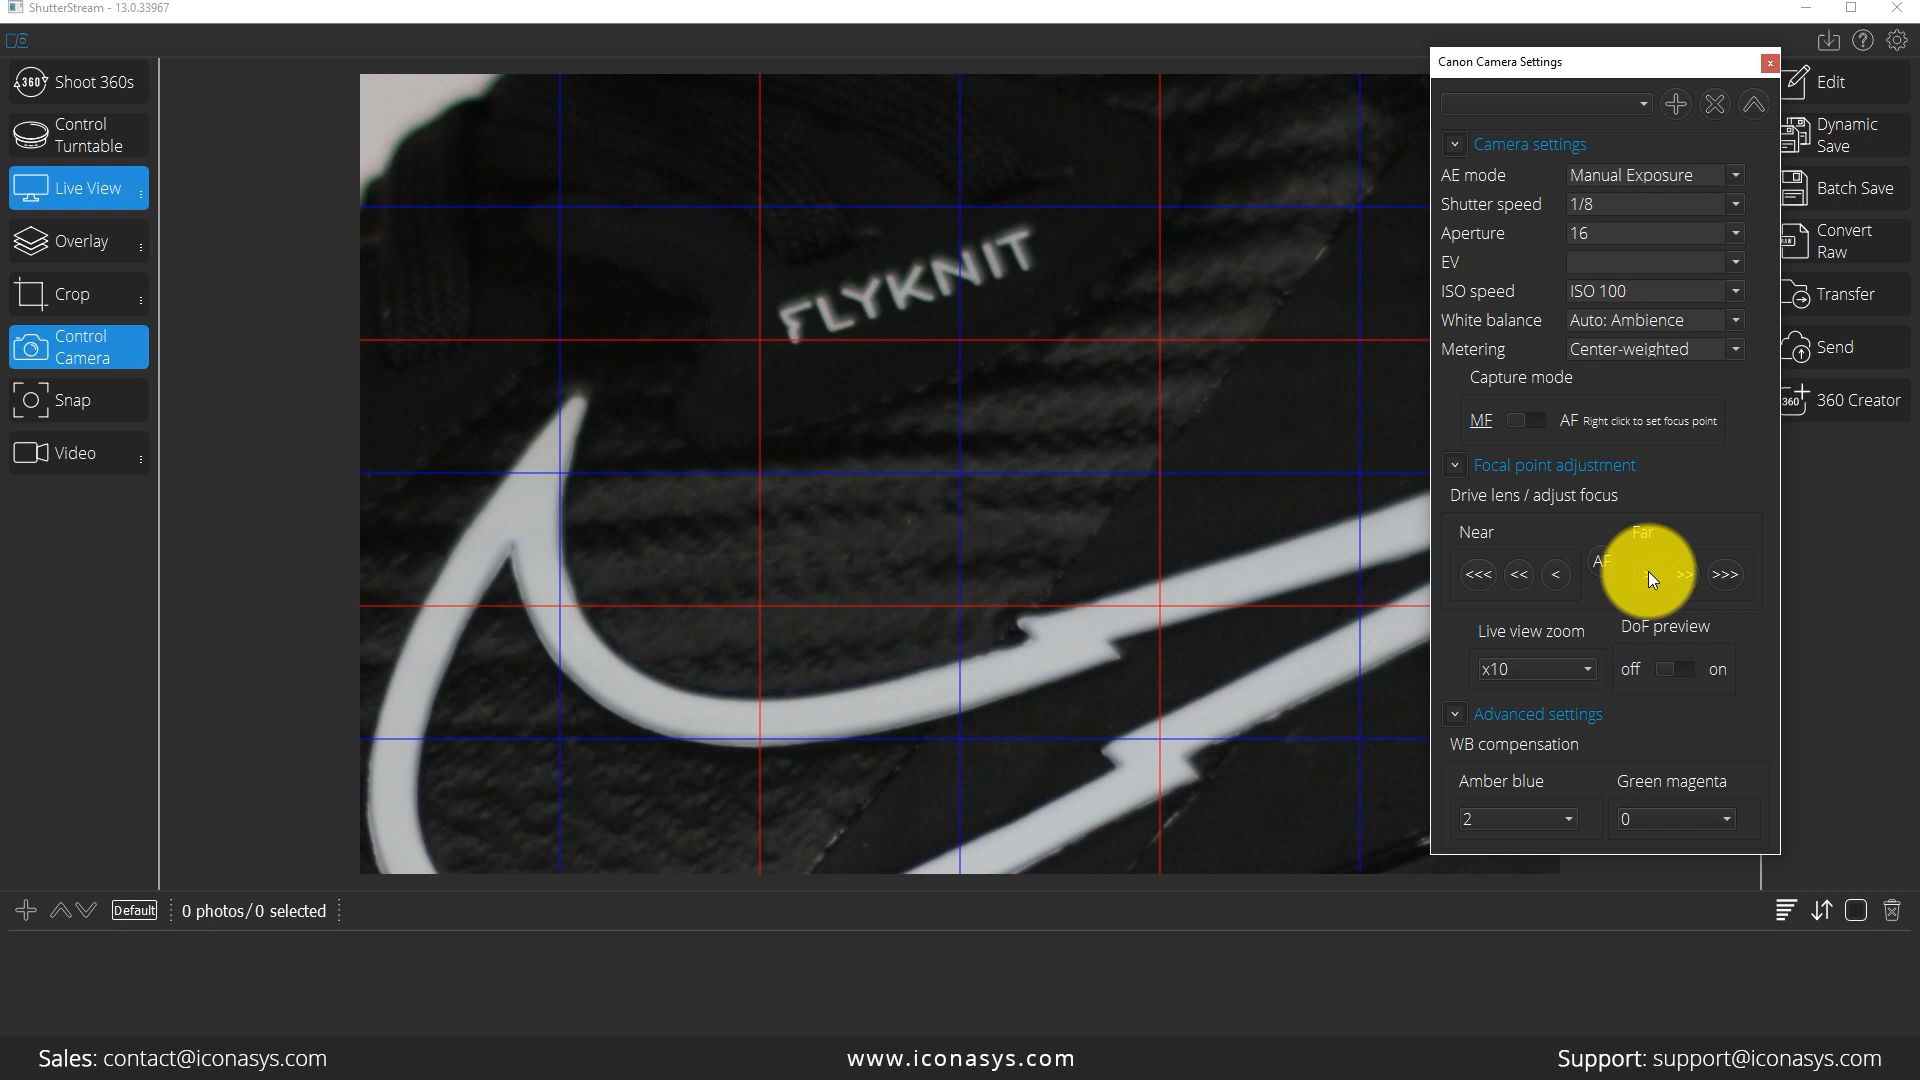 ShutterStream - 13.0.33967
Shoot 360s
Control
Turntable
Live View
Overlay
Crop
Control
Camera
Snap
Video
FLYKNIT
Canon Camera Settings
Camera settings
AE mode Manual Exposure
Shutter speed 1/8
Aperture 16
EV
ISO speed ISO 100
White balance Auto: Ambience
Metering Center-weighted
Capture mode
MF AF Right click to set focus point
Focal point adjustment
Drive lens / adjust focus
Near Far
<<< << < AF > >> >>>
Live view zoom DoF preview
x10 off on
Advanced settings
WB compensation
Amber blue Green magenta
2 0
Edit
Dynamic
Save
Batch Save
Convert
Raw
Transfer
Send
360 Creator
Default 0 photos/0 selected
Sales: contact@iconasys.com www.iconasys.com Support: support@iconasys.com